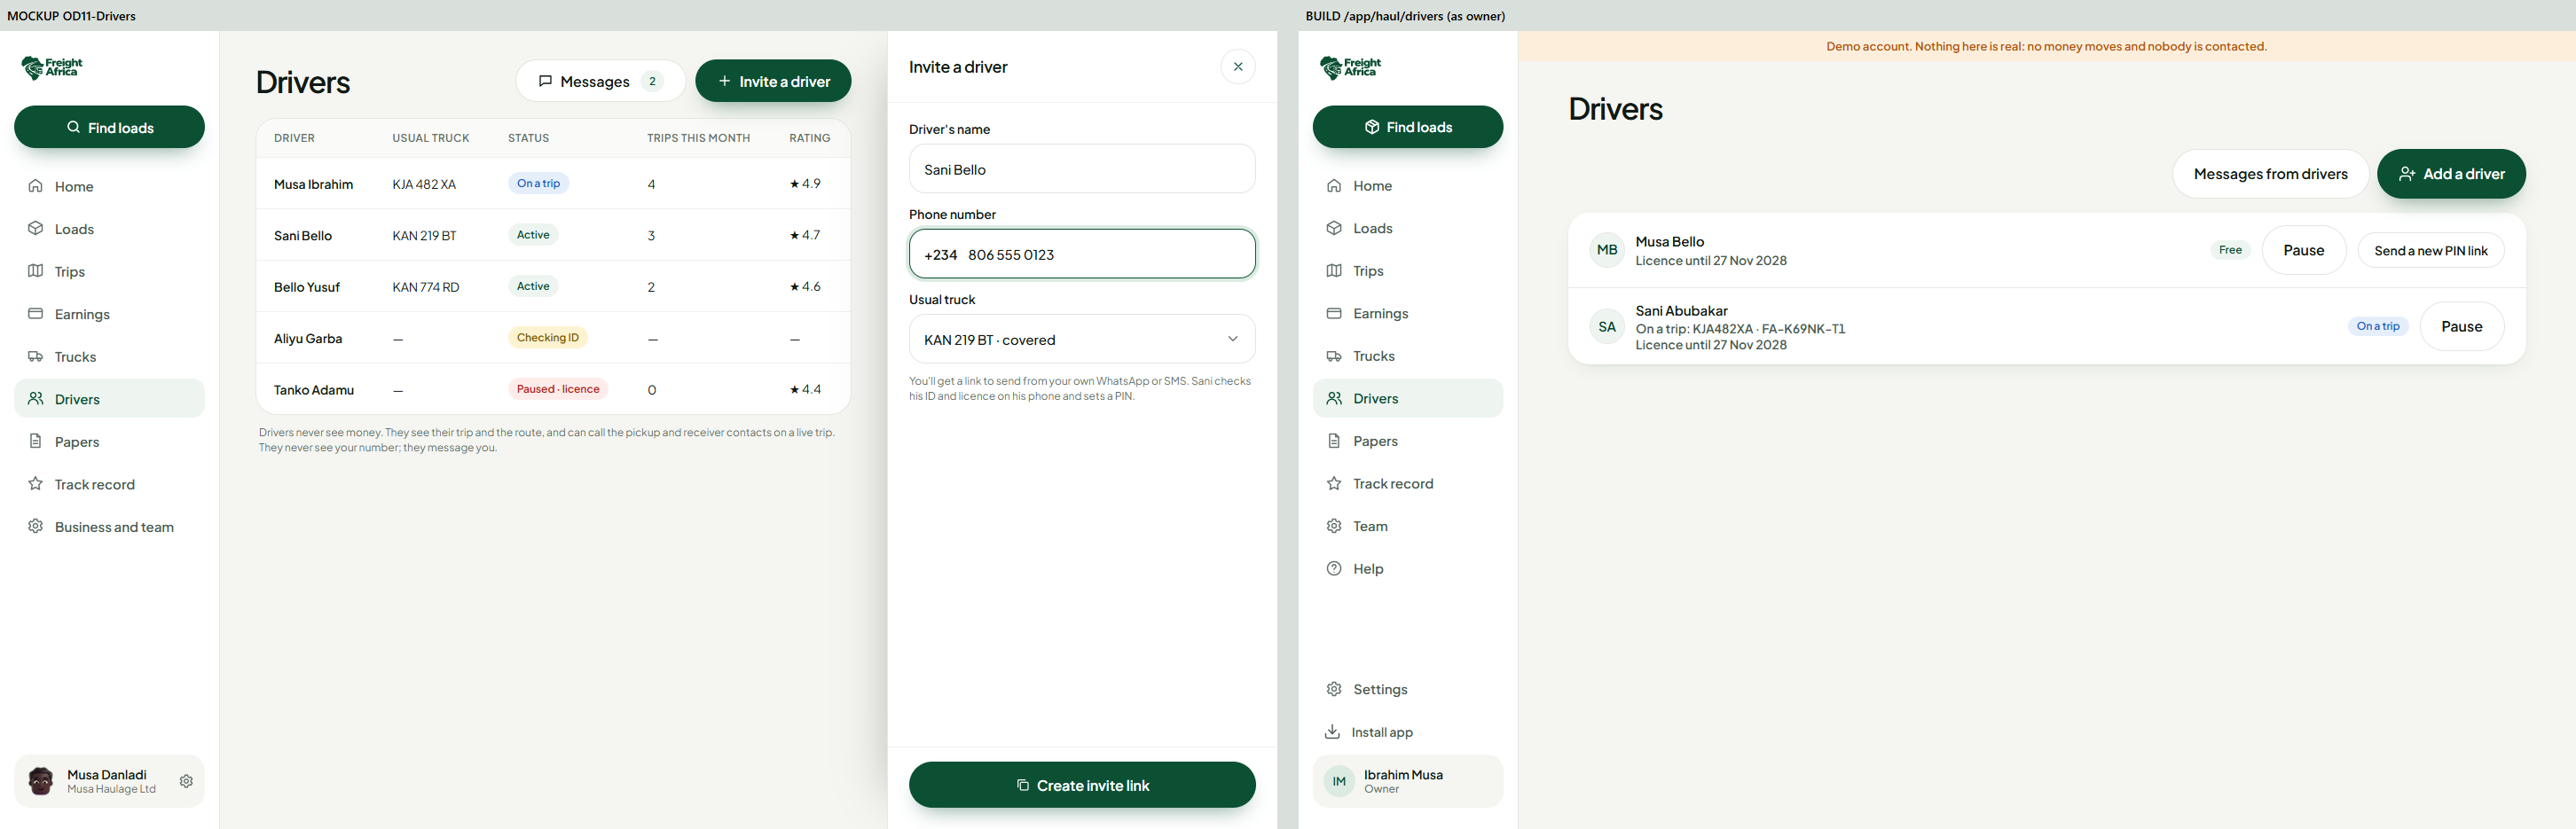 MOCKUP OD11-Drivers
Freight
Africa
Find loads
Home
Loads
Trips
Earnings
Trucks
Drivers
Papers
Track record
Business and team
Musa Danladi
Musa Haulage Ltd
Drivers
Messages 2
Invite a driver
DRIVER USUAL TRUCK STATUS TRIPS THIS MONTH RATING
Musa Ibrahim KJA 482 XA On a trip 4 ★ 4.9
Sani Bello KAN 219 BT Active 3 ★ 4.7
Bello Yusuf KAN 774 RD Active 2 ★ 4.6
Aliyu Garba — Checking ID — —
Tanko Adamu — Paused · licence 0 ★ 4.4
Drivers never see money. They see their trip and the route, and can call the pickup and receiver contacts on a live trip.
They never see your number; they message you.
Invite a driver
Driver's name
Sani Bello
Phone number
+234 806 555 0123
Usual truck
KAN 219 BT · covered
You'll get a link to send from your own WhatsApp or SMS. Sani checks
his ID and licence on his phone and sets a PIN.
Create invite link
BUILD /app/haul/drivers (as owner)
Freight
Africa
Find loads
Home
Loads
Trips
Earnings
Trucks
Drivers
Papers
Track record
Team
Help
Settings
Install app
IM
Ibrahim Musa
Owner
Demo account. Nothing here is real: no money moves and nobody is contacted.
Drivers
Messages from drivers
Add a driver
MB
Musa Bello
Licence until 27 Nov 2028
Free
Pause
Send a new PIN link
SA
Sani Abubakar
On a trip: KJA482XA · FA-K69NK-T1
Licence until 27 Nov 2028
On a trip
Pause